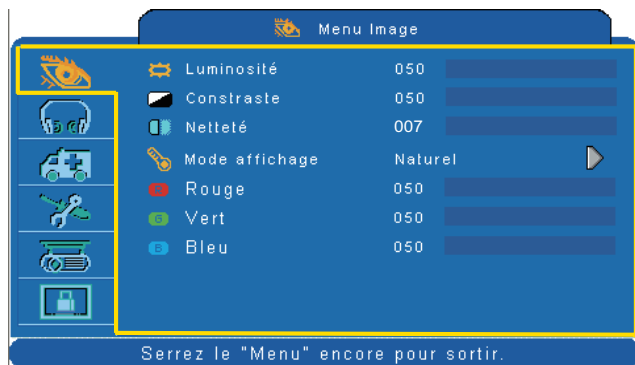 Menu Image
Luminosité 050
Constraste 050
Netteté 007
Mode affichage Naturel
R Rouge 050
G Vert 050
B Bleu 050
Serrez le "Menu" encore pour sortir.